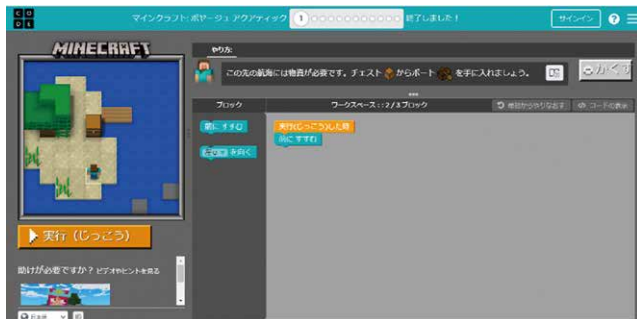 マインクラフト: ボヤージュ アクアティック 1 終了しました！
サインイン
MINECRAFT
やり方:
この先の航海には物資が必要です。チェスト からボート を手に入れましょう。
かくす
ブロック
ワークスペース : : 2 / 3 ブロック
最初からやりなおす
コードの表示
前に すすむ
実行(じっこう)した時
前に すすむ
を向く
実行（じっこう）
助けが必要ですか？ ビデオやヒントを見る
日本語